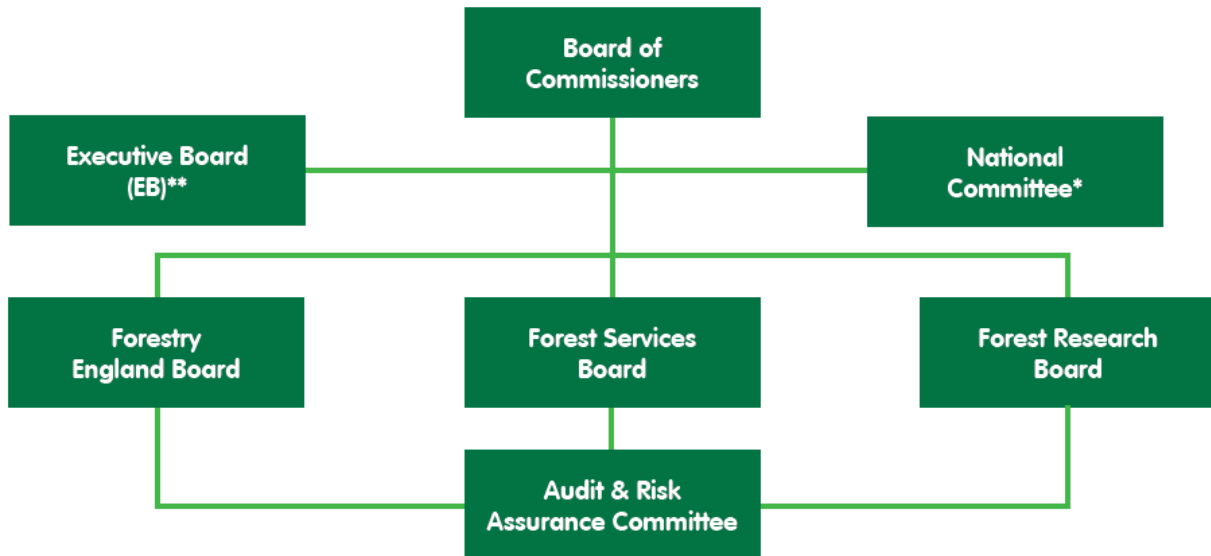 Board of
Commissioners
Executive Board
(EB)**
National
Committee*
Forestry
England Board
Forest Services
Board
Forest Research
Board
Audit & Risk
Assurance Committee